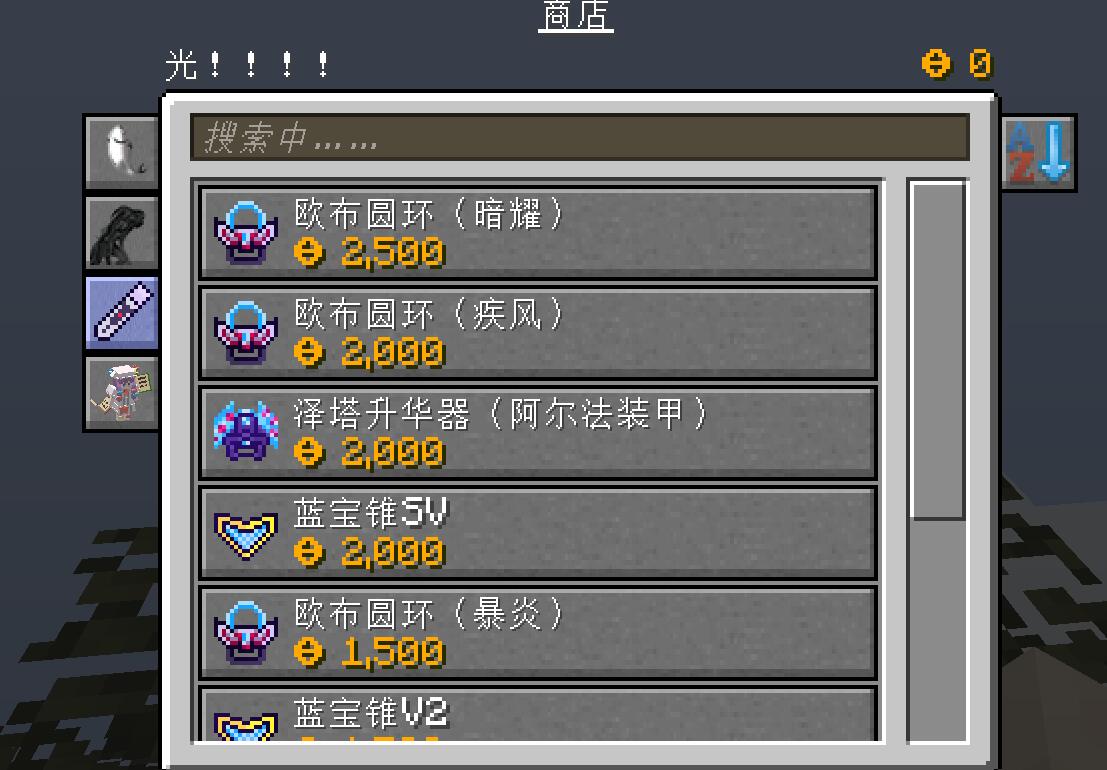 商店
光！！！！
0
搜索中……
欧布圆环（暗耀）
2,500
欧布圆环（疾风）
2,000
泽塔升华器（阿尔法装甲）
2,000
蓝宝锥SV
2,000
欧布圆环（暴炎）
1,500
蓝宝锥V2
A
Z